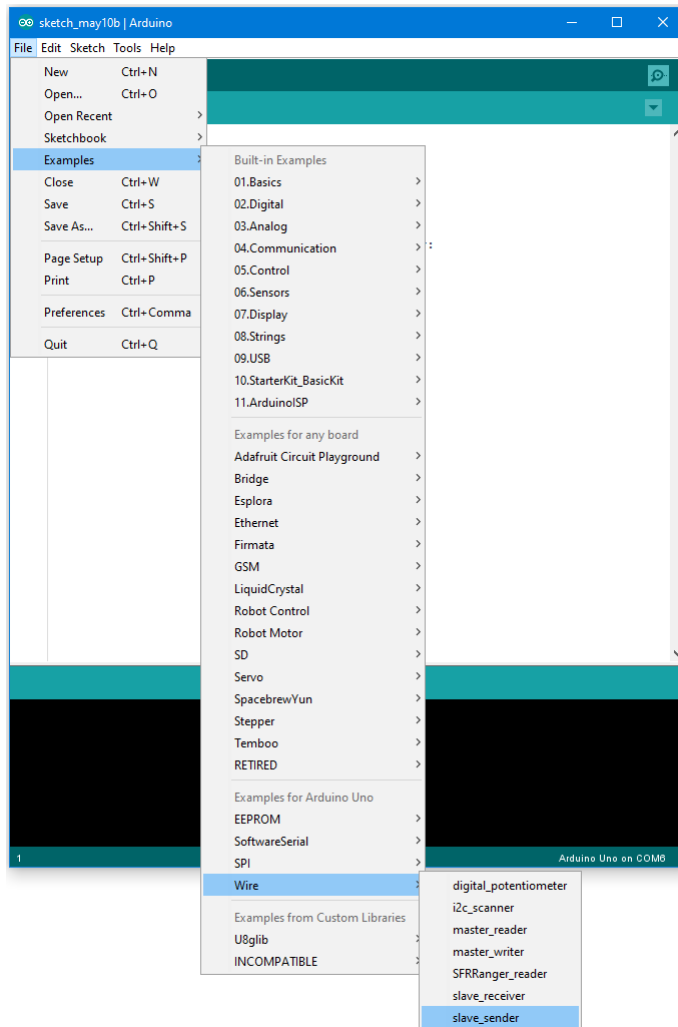 sketch_may10b | Arduino
File Edit Sketch Tools Help
New Ctrl+N
Open... Ctrl+O
Open Recent
Sketchbook
Examples
Close Ctrl+W
Save Ctrl+S
Save As... Ctrl+Shift+S
Page Setup Ctrl+Shift+P
Print Ctrl+P
Preferences Ctrl+Comma
Quit Ctrl+Q
Built-in Examples
01.Basics
02.Digital
03.Analog
04.Communication
05.Control
06.Sensors
07.Display
08.Strings
09.USB
10.StarterKit_BasicKit
11.ArduinoISP
Examples for any board
Adafruit Circuit Playground
Bridge
Esplora
Ethernet
Firmata
GSM
LiquidCrystal
Robot Control
Robot Motor
SD
Servo
SpacebrewYun
Stepper
Temboo
RETIRED
Examples for Arduino Uno
EEPROM
SoftwareSerial
SPI
Wire
Examples from Custom Libraries
U8glib
INCOMPATIBLE
digital_potentiometer
i2c_scanner
master_reader
master_writer
SFRRanger_reader
slave_receiver
slave_sender
:
1
Arduino Uno on COM6